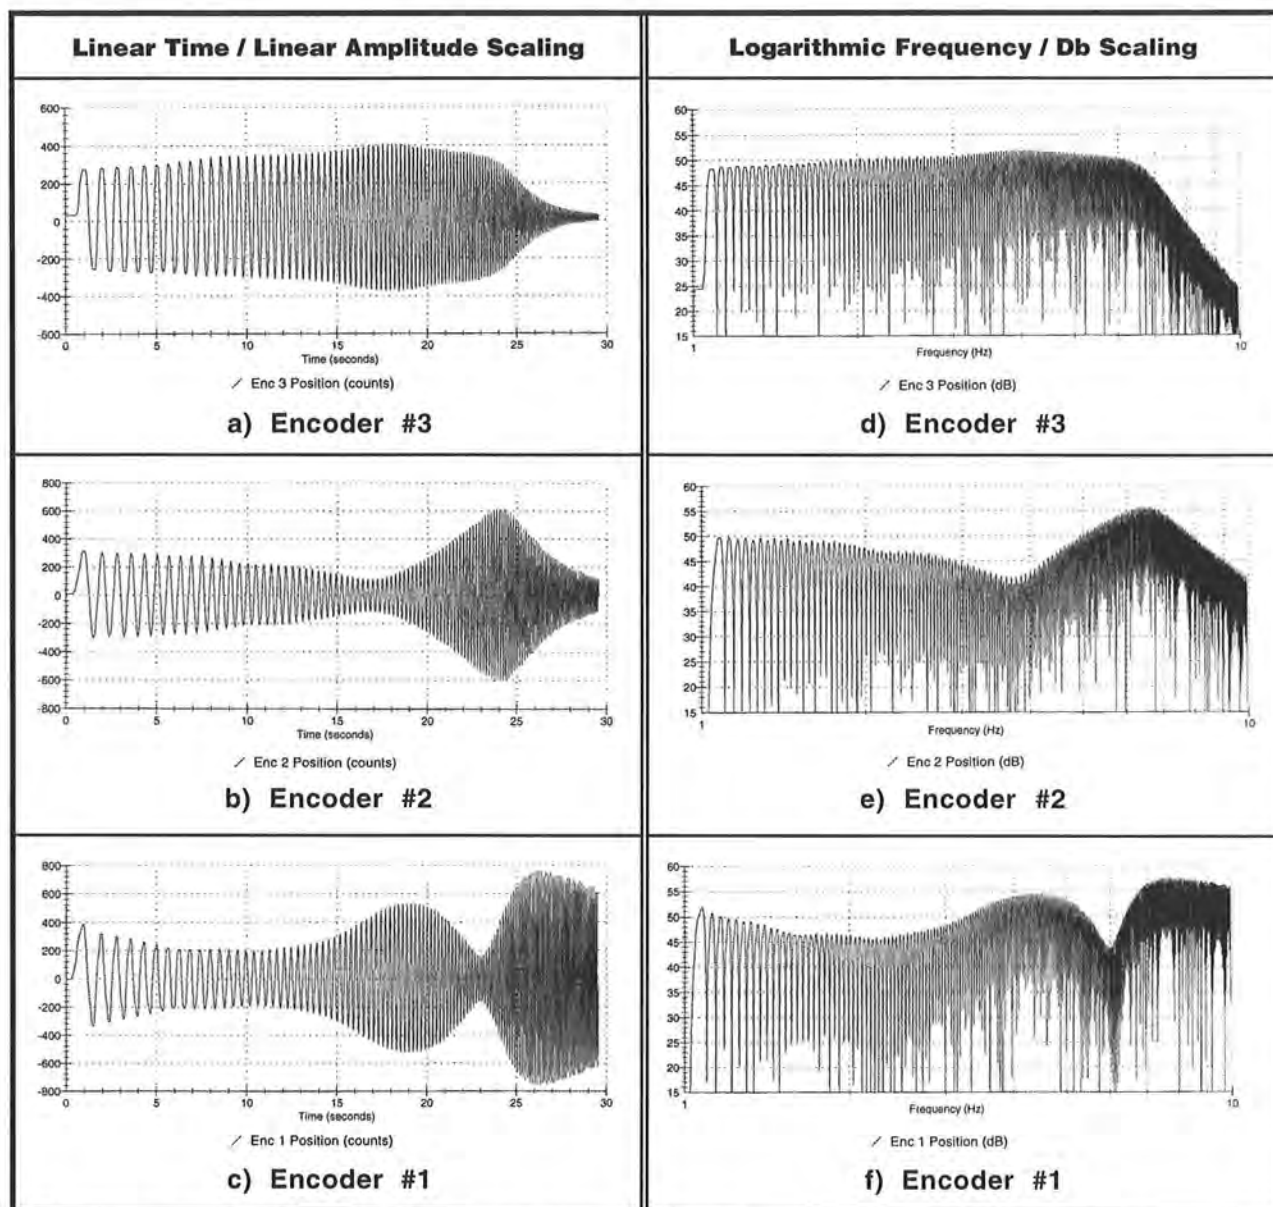 Linear Time / Linear Amplitude Scaling
Logarithmic Frequency / Db Scaling
600
400
200
0
-200
-400
-600
0 5 10 15 20 25 30
Time (seconds)
Enc 3 Position (counts)
a) Encoder #3
60
55
50
45
40
35
30
25
20
15
1 10
Frequency (Hz)
Enc 3 Position (dB)
d) Encoder #3
800
600
400
200
0
-200
-400
-600
-800
0 5 10 15 20 25 30
Time (seconds)
Enc 2 Position (counts)
b) Encoder #2
60
55
50
45
40
35
30
25
20
15
1 10
Frequency (Hz)
Enc 2 Position (dB)
e) Encoder #2
800
600
400
200
0
-200
-400
-600
-800
0 5 10 15 20 25 30
Time (seconds)
Enc 1 Position (counts)
c) Encoder #1
60
55
50
45
40
35
30
25
20
15
1 10
Frequency (Hz)
Enc 1 Position (dB)
f) Encoder #1